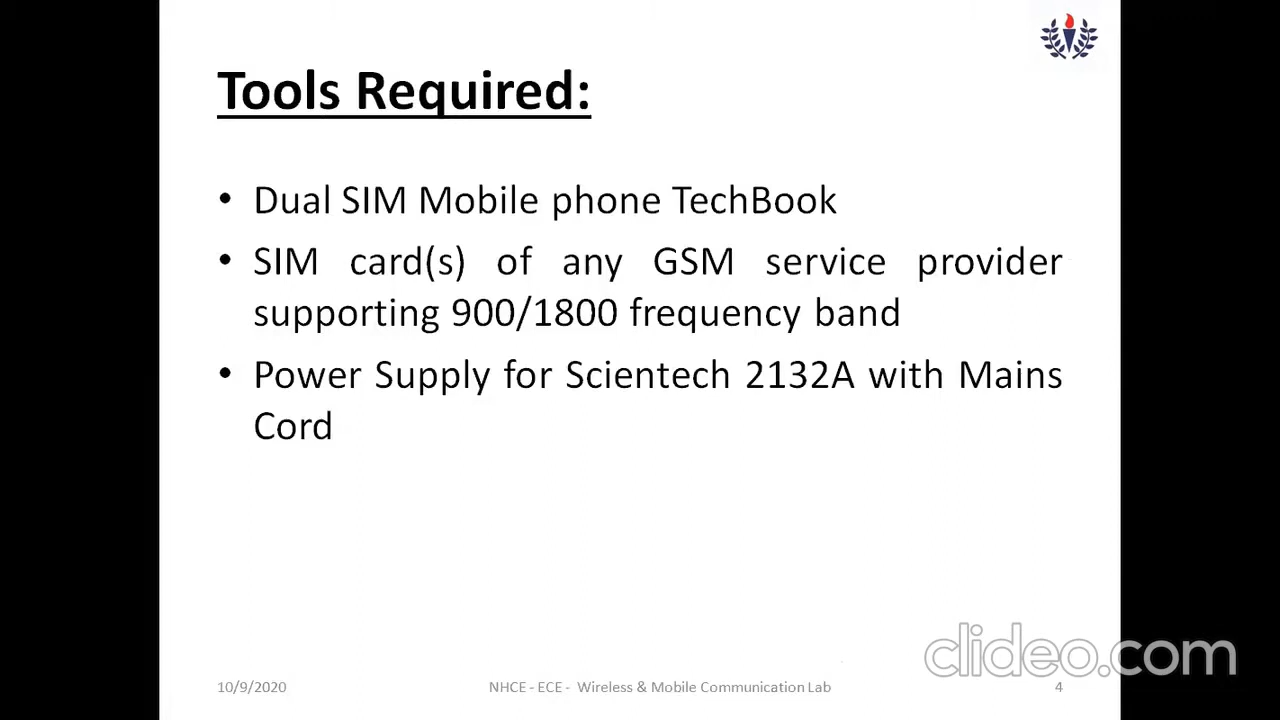 Tools Required:
• Dual SIM Mobile phone TechBook
• SIM card(s) of any GSM service provider
supporting 900/1800 frequency band
• Power Supply for Scientech 2132A with Mains
Cord
clideo.com
10/9/2020
NHCE - ECE - Wireless & Mobile Communication Lab
4